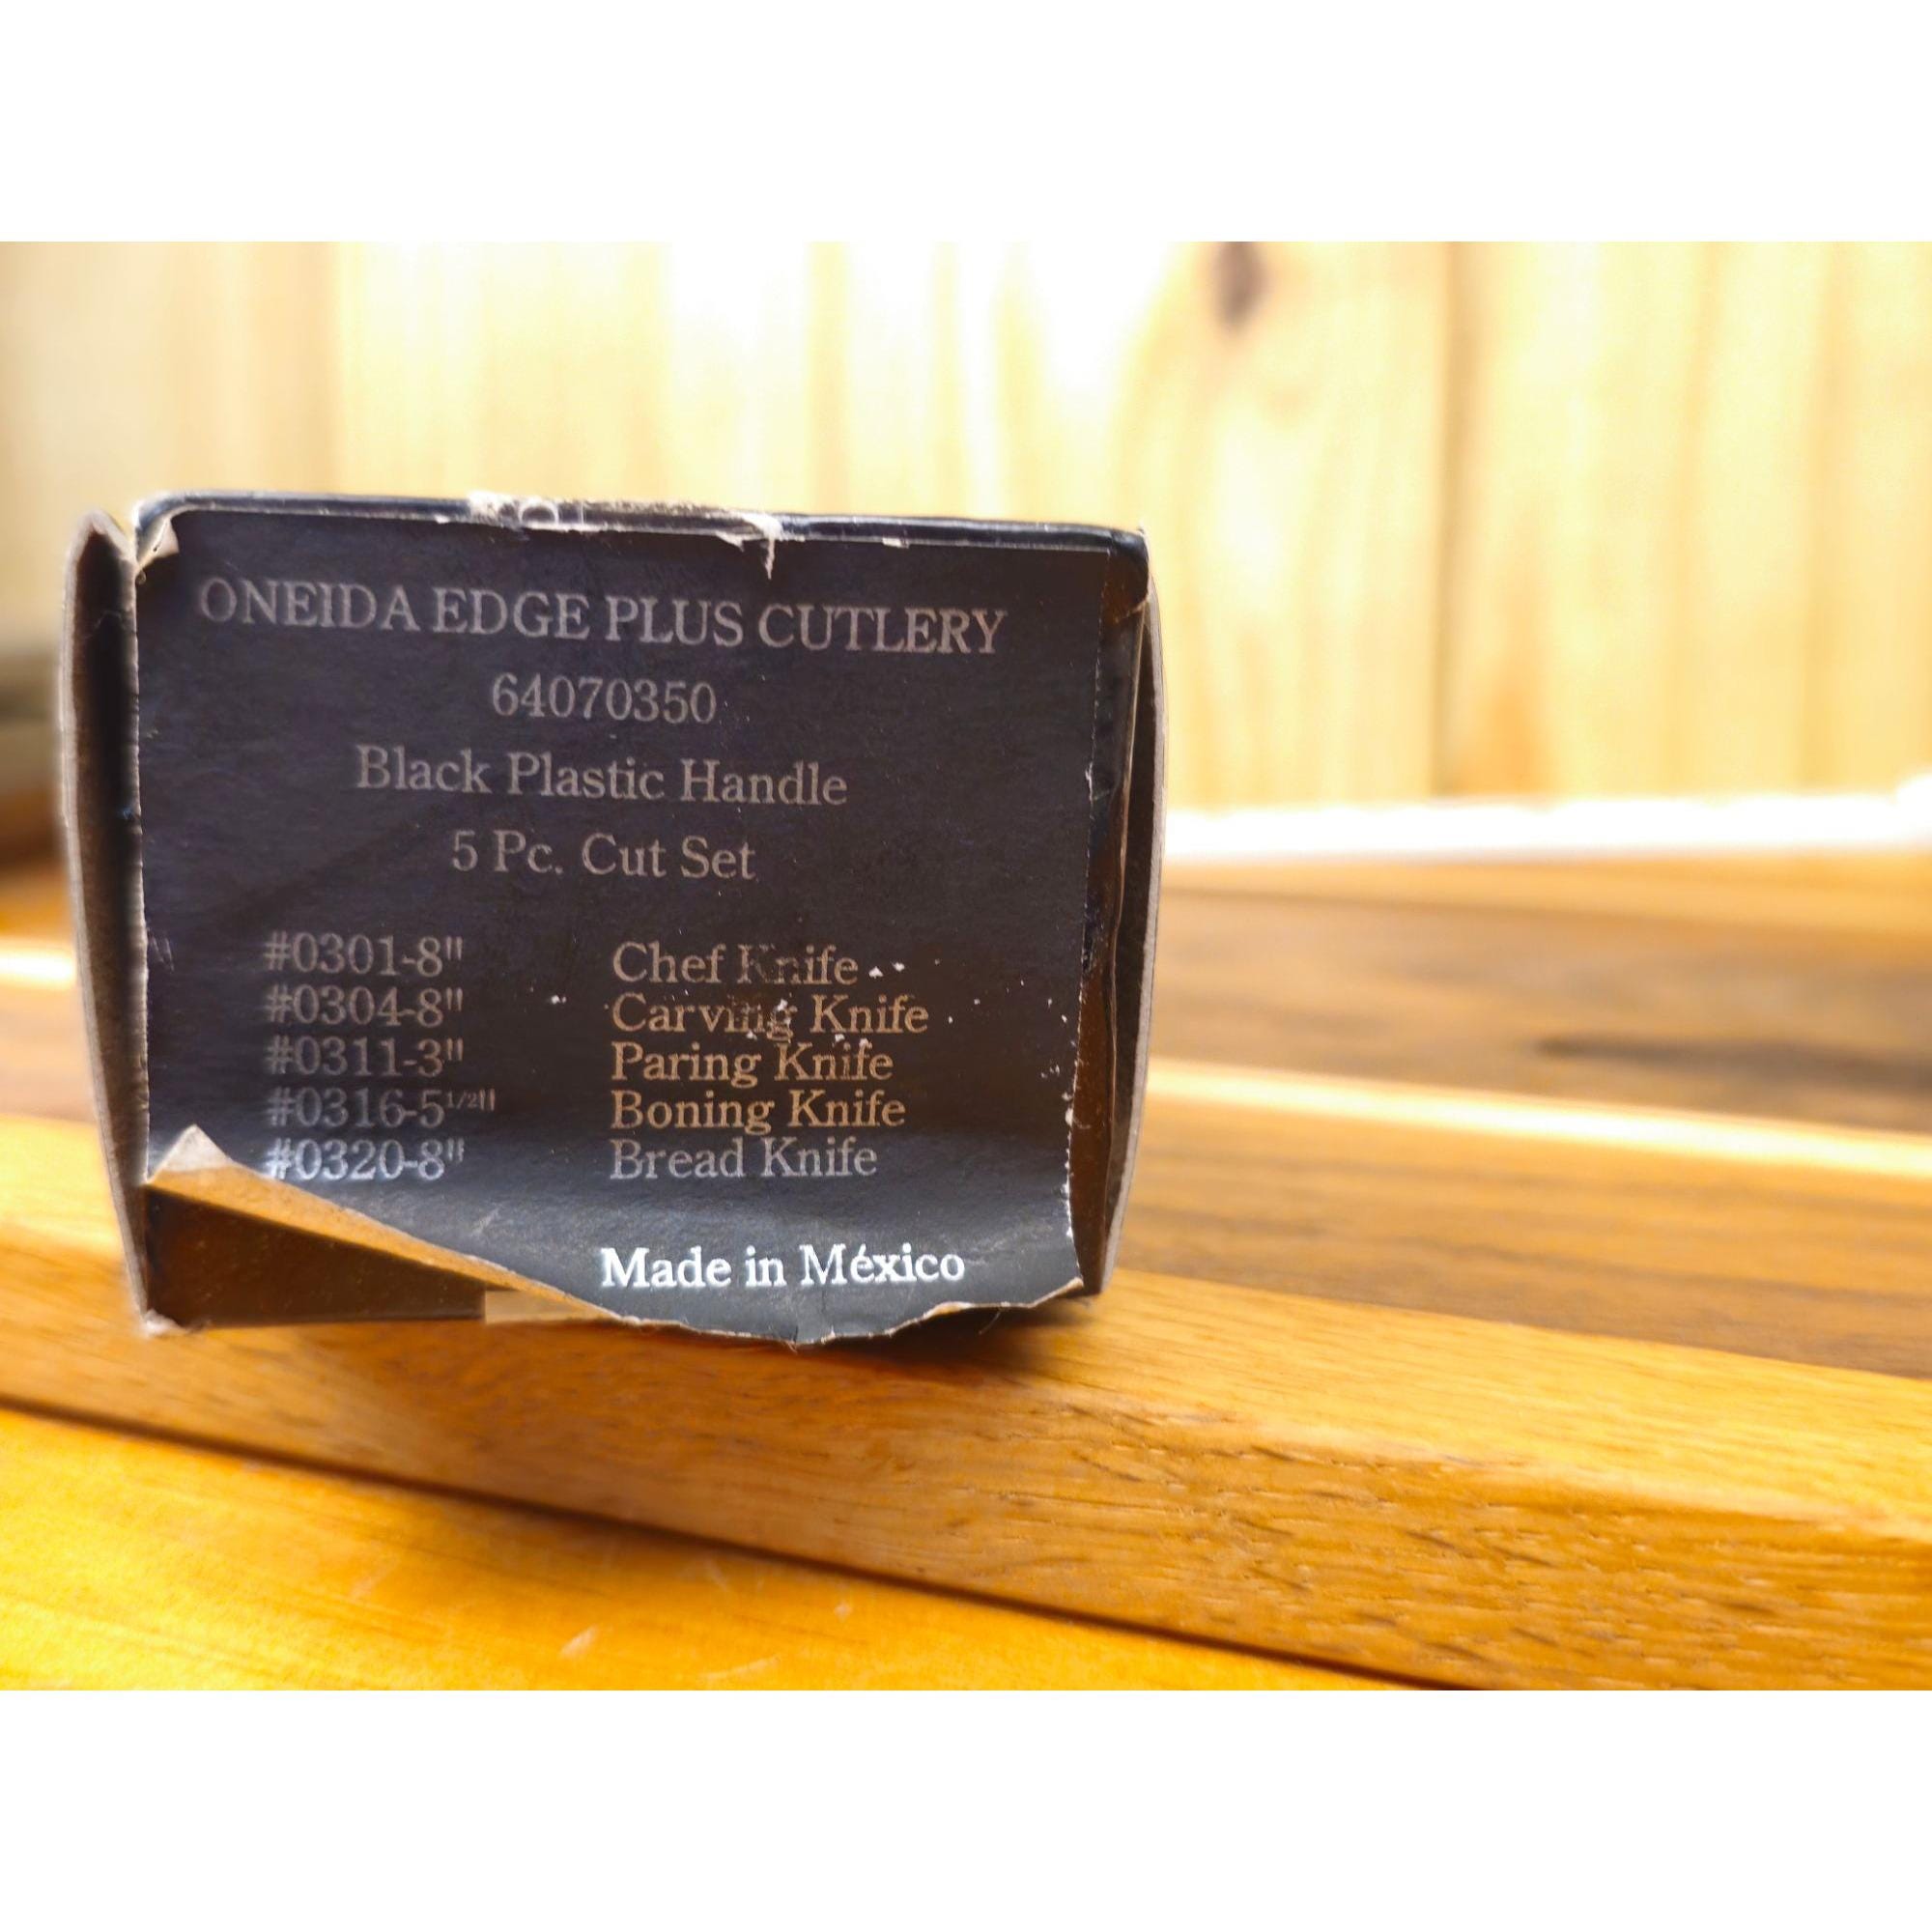 ONEIDA EDGE PLUS CUTLERY
64070350
Black Plastic Handle
5 Pc. Cut Set
#0301-8" Chef Knife
#0304-8" Carving Knife
#0311-3" Paring Knife
#0316-5 1/2" Boning Knife
#0320-8" Bread Knife
Made in México